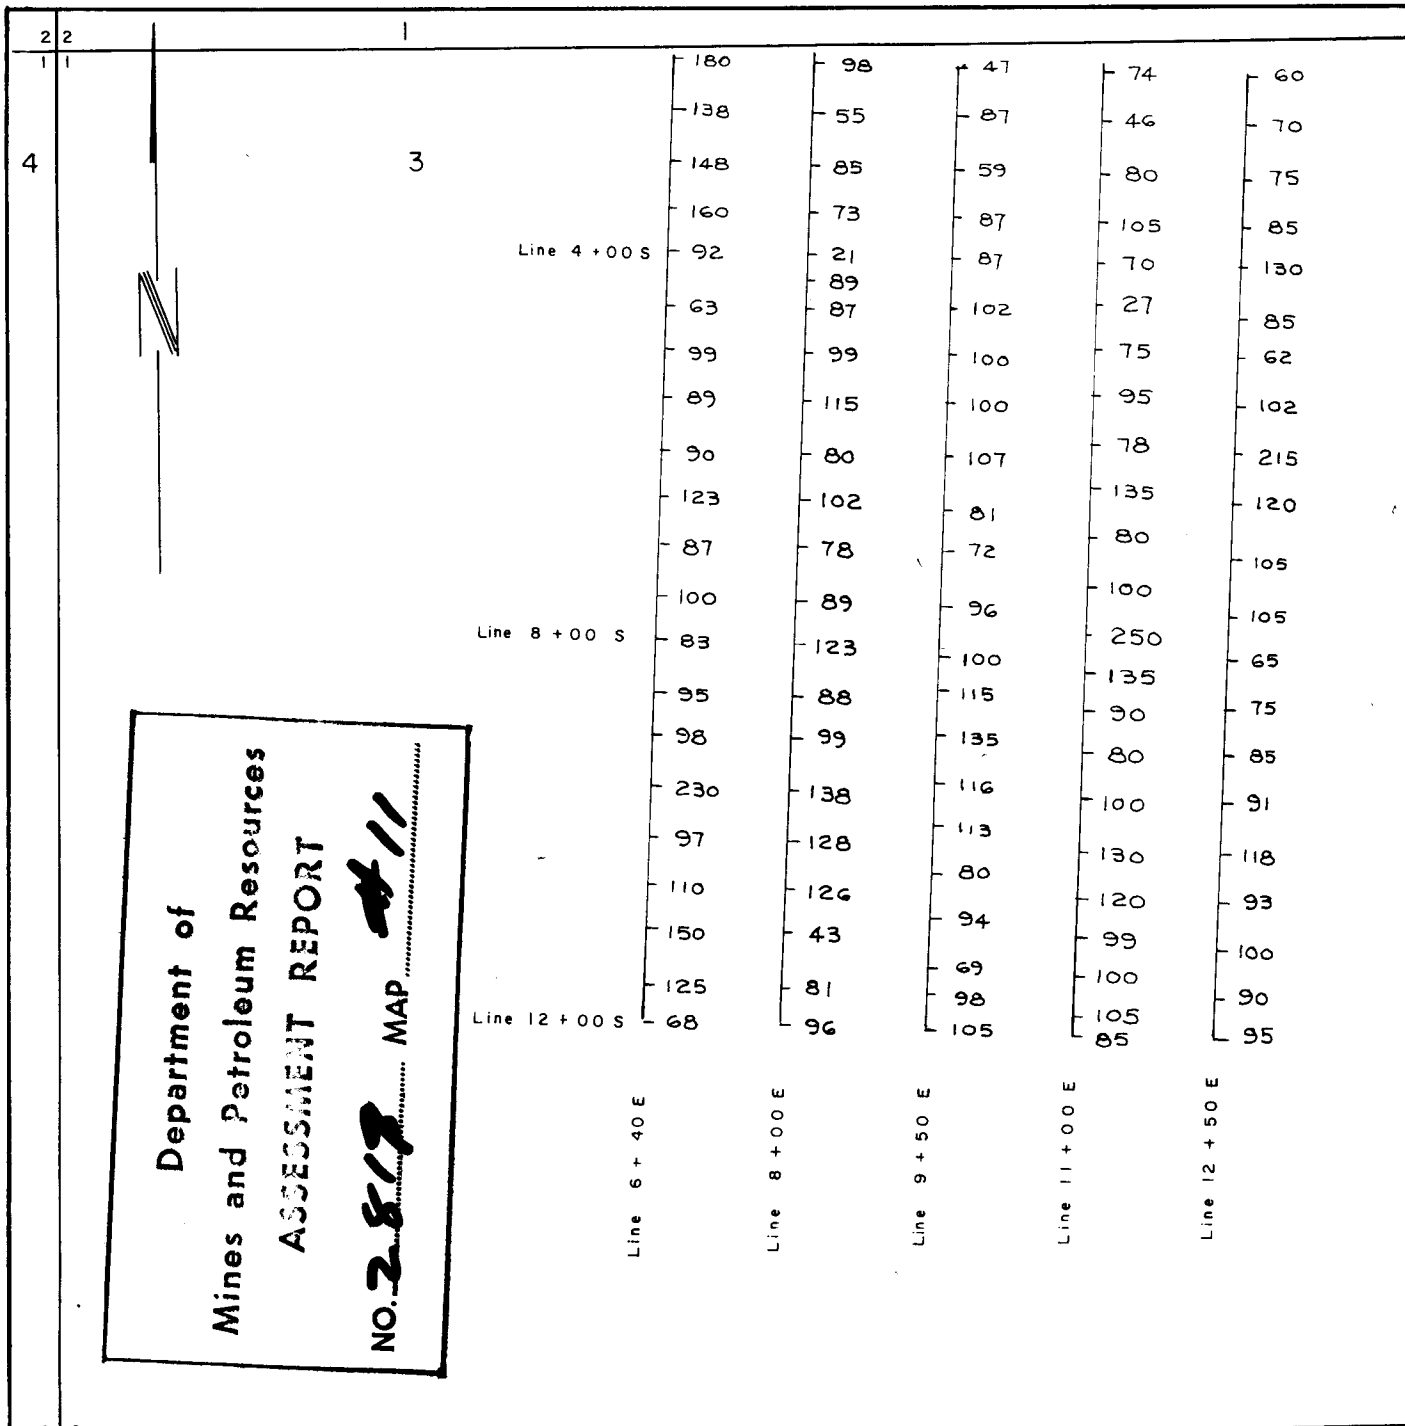 2 2 1
1 1
4 3
180 98 47 74 60
138 55 87 46 70
148 85 59 80 75
160 73 87 105 85
Line 4 + 00 S 92 21 87 70 130
89
63 87 102 27 85
99 99 100 75 62
89 115 100 95 102
90 80 107 78 215
123 102 81 135 120
87 78 72 80 105
100 89 96 100 105
Line 8 + 00 S 83 123 100 250 65
95 88 115 135 75
98 99 135 90 85
230 138 116 80 91
97 128 113 100 118
110 126 80 130 93
150 43 94 120 100
125 81 69 99 90
Line 12 + 00 S 68 96 98 100 95
105 105
85
Line 6 + 40 E
Line 8 + 00 E
Line 9 + 50 E
Line 11 + 00 E
Line 12 + 50 E
N
Department of
Mines and Petroleum Resources
ASSESSMENT REPORT
NO. 2819 MAP #11